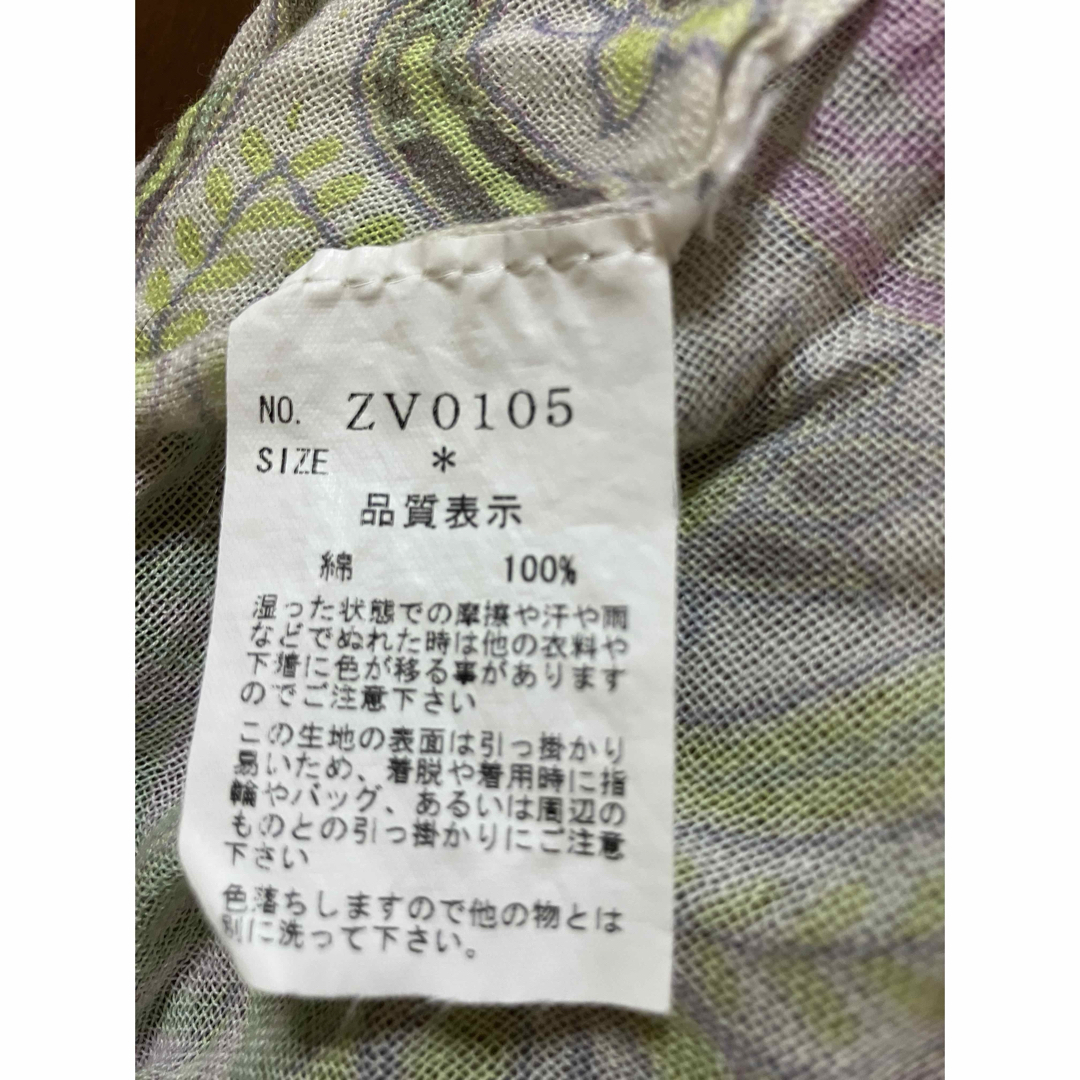 NO. ZV0105
SIZE *
品質表示
綿 100%
湿った状態での摩擦や汗や雨
などでぬれた時は他の衣料や
下着に色が移る事があります
のでご注意下さい
この生地の表面は引っ掛かり
易いため、着脱や着用時に指
輪やバッグ、あるいは周辺の
ものとの引っ掛かりにご注意
下さい
色落ちしますので他の物とは
別に洗って下さい。